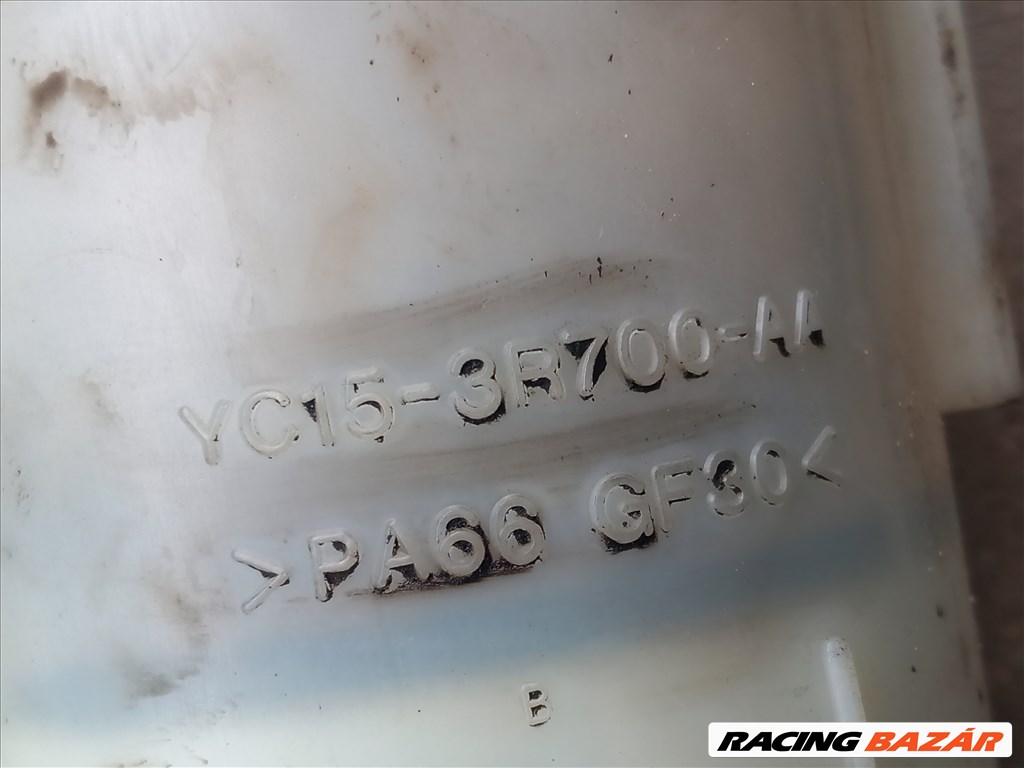 YC15-3R700-AA
>PA66 GF30<
B
RACING BAZÁR